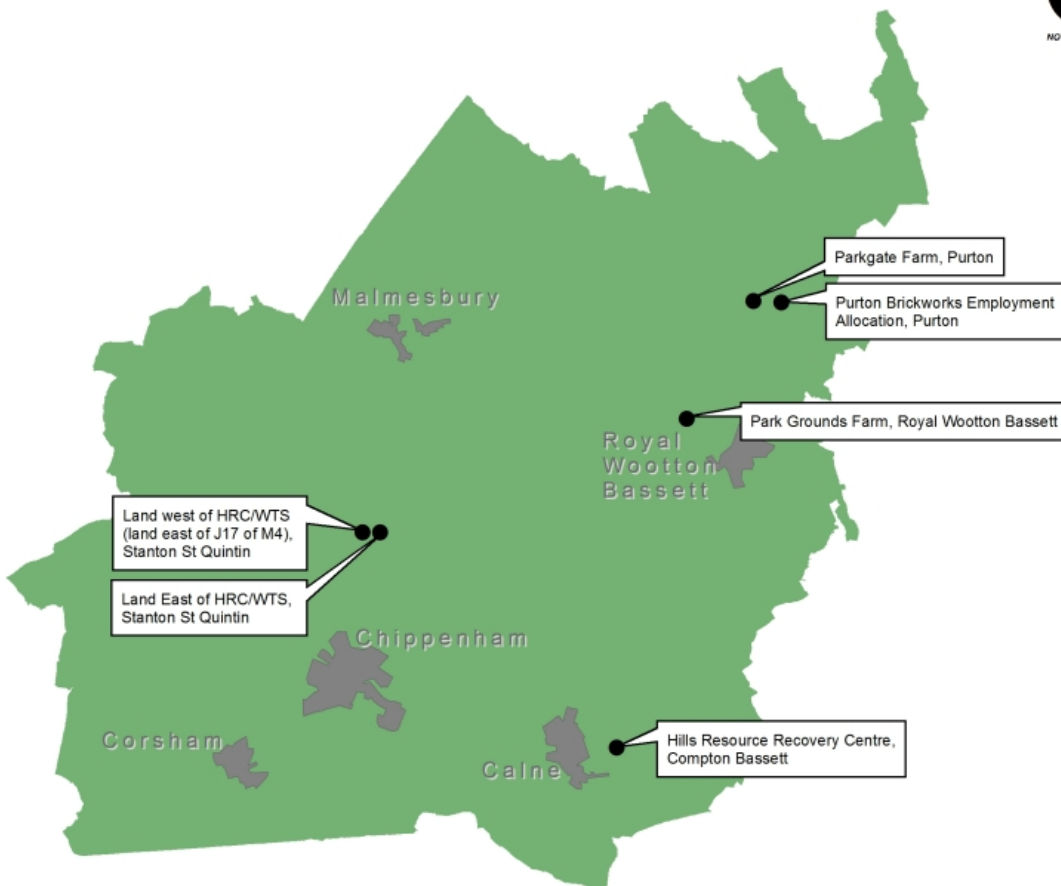 NO
Parkgate Farm, Purton
Malmesbury
Purton Brickworks Employment
Allocation, Purton
Park Grounds Farm, Royal Wootton Bassett
Royal
Wootton
Bassett
Land west of HRC/WTS
(land east of J17 of M4),
Stanton St Quintin
Land East of HRC/WTS,
Stanton St Quintin
Chippenham
Corsham
Hills Resource Recovery Centre,
Compton Bassett
Calne